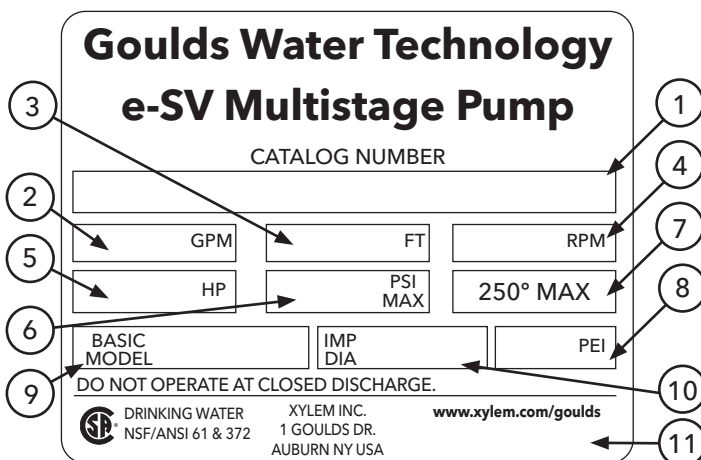 Goulds Water Technology
e-SV Multistage Pump
CATALOG NUMBER
GPM
FT
RPM
HP
PSI
MAX
250° MAX
BASIC
MODEL
IMP
DIA
PEI
DO NOT OPERATE AT CLOSED DISCHARGE.
SA
®
DRINKING WATER
NSF/ANSI 61 & 372
XYLEM INC.
1 GOULDS DR.
AUBURN NY USA
www.xylem.com/goulds
1
2
3
4
5
6
7
8
9
10
11